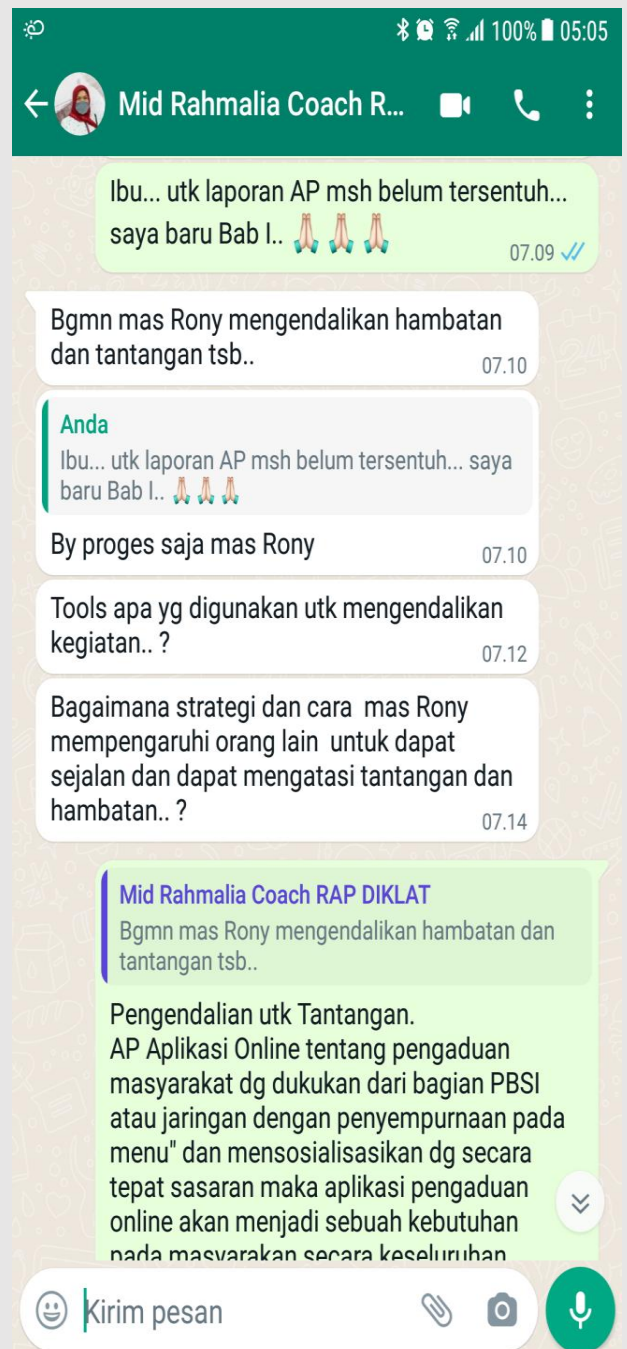 100% 05:05
Mid Rahmalia Coach R...
Ibu... utk laporan AP msh belum tersentuh...
saya baru Bab I.. 🙏🙏🙏
07.09
Bgmn mas Rony mengendalikan hambatan
dan tantangan tsb..
07.10
Anda
Ibu... utk laporan AP msh belum tersentuh... saya
baru Bab I.. 🙏🙏🙏
By proges saja mas Rony
07.10
Tools apa yg digunakan utk mengendalikan
kegiatan.. ?
07.12
Bagaimana strategi dan cara mas Rony
mempengaruhi orang lain untuk dapat
sejalan dan dapat mengatasi tantangan dan
hambatan.. ?
07.14
Mid Rahmalia Coach RAP DIKLAT
Bgmn mas Rony mengendalikan hambatan dan
tantangan tsb..
Pengendalian utk Tantangan.
AP Aplikasi Online tentang pengaduan
masyarakat dg dukukan dari bagian PBSI
atau jaringan dengan penyempurnaan pada
menu" dan mensosialisasikan dg secara
tepat sasaran maka aplikasi pengaduan
online akan menjadi sebuah kebutuhan
pada masyarakan secara keseluruhan
Kirim pesan